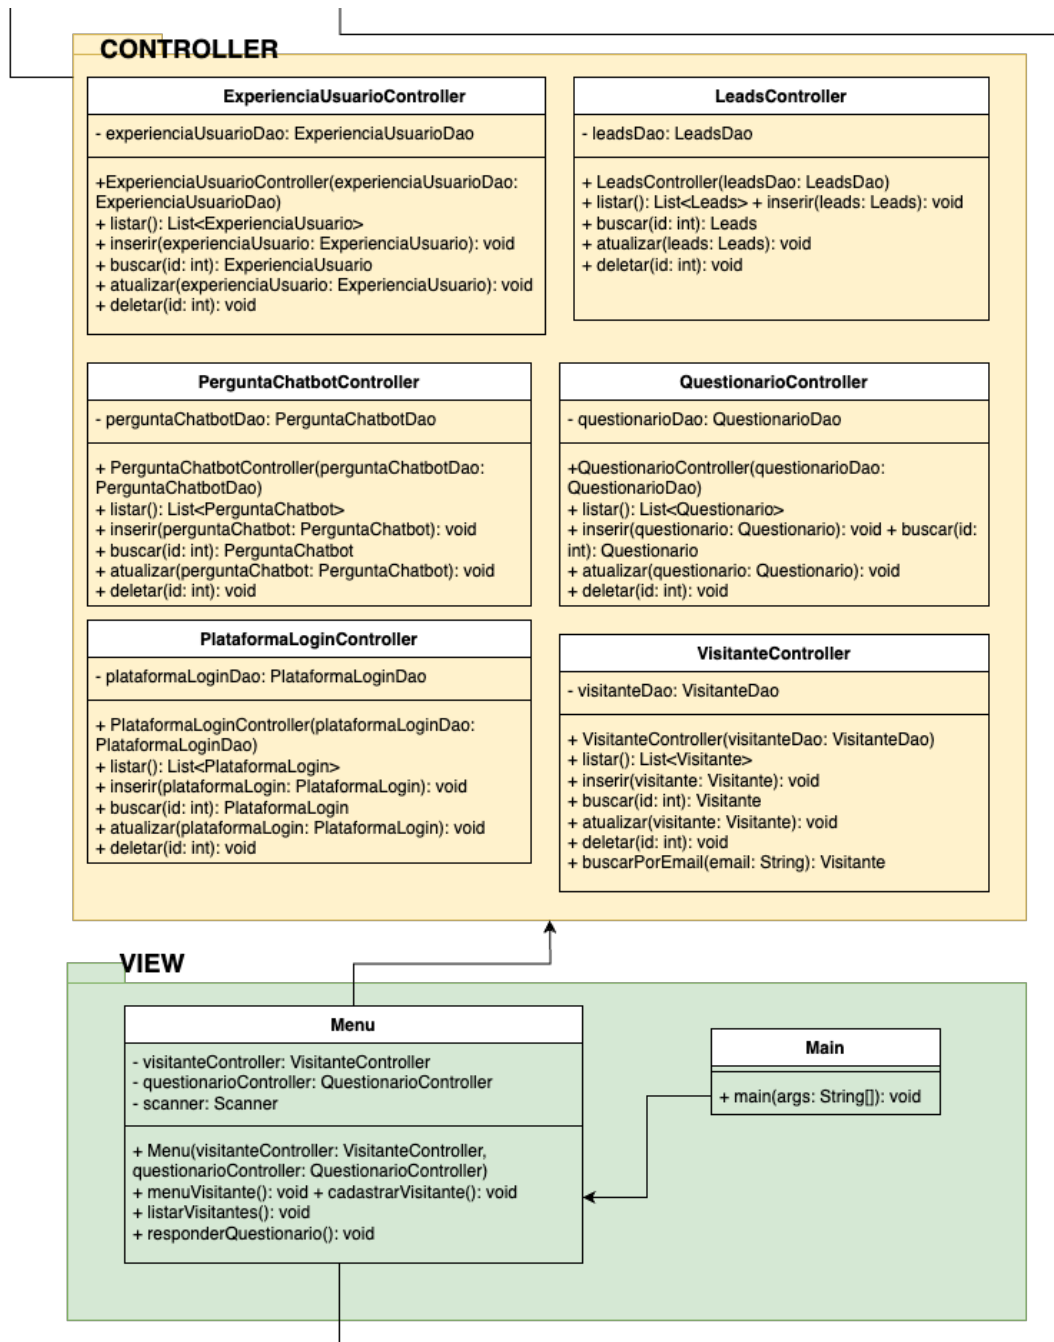 CONTROLLER
ExperienciaUsuarioController
- experienciaUsuarioDao: ExperienciaUsuarioDao
+ExperienciaUsuarioController(experienciaUsuarioDao:
ExperienciaUsuarioDao)
+ listar(): List<ExperienciaUsuario>
+ inserir(experienciaUsuario: ExperienciaUsuario): void
+ buscar(id: int): ExperienciaUsuario
+ atualizar(experienciaUsuario: ExperienciaUsuario): void
+ deletar(id: int): void
LeadsController
- leadsDao: LeadsDao
+ LeadsController(leadsDao: LeadsDao)
+ listar(): List<Leads> + inserir(leads: Leads): void
+ buscar(id: int): Leads
+ atualizar(leads: Leads): void
+ deletar(id: int): void
PerguntaChatbotController
- perguntaChatbotDao: PerguntaChatbotDao
+ PerguntaChatbotController(perguntaChatbotDao:
PerguntaChatbotDao)
+ listar(): List<PerguntaChatbot>
+ inserir(perguntaChatbot: PerguntaChatbot): void
+ buscar(id: int): PerguntaChatbot
+ atualizar(perguntaChatbot: PerguntaChatbot): void
+ deletar(id: int): void
QuestionarioController
- questionarioDao: QuestionarioDao
+QuestionarioController(questionarioDao:
QuestionarioDao)
+ listar(): List<Questionario>
+ inserir(questionario: Questionario): void + buscar(id:
int): Questionario
+ atualizar(questionario: Questionario): void
+ deletar(id: int): void
PlataformaLoginController
- plataformaLoginDao: PlataformaLoginDao
+ PlataformaLoginController(plataformaLoginDao:
PlataformaLoginDao)
+ listar(): List<PlataformaLogin>
+ inserir(plataformaLogin: PlataformaLogin): void
+ buscar(id: int): PlataformaLogin
+ atualizar(plataformaLogin: PlataformaLogin): void
+ deletar(id: int): void
VisitanteController
- visitanteDao: VisitanteDao
+ VisitanteController(visitanteDao: VisitanteDao)
+ listar(): List<Visitante>
+ inserir(visitante: Visitante): void
+ buscar(id: int): Visitante
+ atualizar(visitante: Visitante): void
+ deletar(id: int): void
+ buscarPorEmail(email: String): Visitante
VIEW
Menu
- visitanteController: VisitanteController
- questionarioController: QuestionarioController
- scanner: Scanner
+ Menu(visitanteController: VisitanteController,
questionarioController: QuestionarioController)
+ menuVisitante(): void + cadastrarVisitante(): void
+ listarVisitantes(): void
+ responderQuestionario(): void
Main
+ main(args: String[]): void